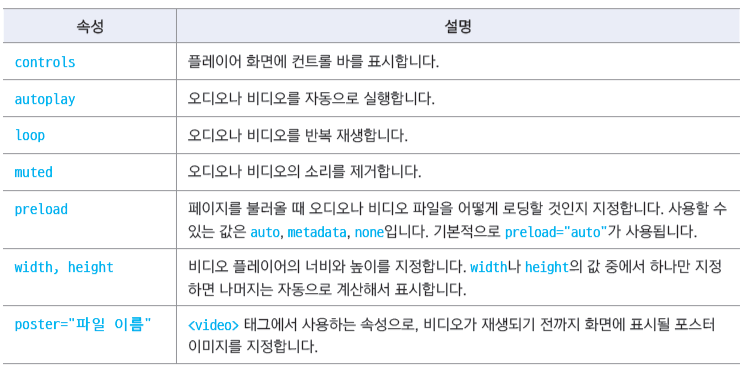 속성 설명
controls 플레이어 화면에 컨트롤 바를 표시합니다.
autoplay 오디오나 비디오를 자동으로 실행합니다.
loop 오디오나 비디오를 반복 재생합니다.
muted 오디오나 비디오의 소리를 제거합니다.
preload 페이지를 불러올 때 오디오나 비디오 파일을 어떻게 로딩할 것인지 지정합니다. 사용할 수
있는 값은 auto, metadata, none입니다. 기본적으로 preload="auto"가 사용됩니다.
width, height 비디오 플레이어의 너비와 높이를 지정합니다. width나 height의 값 중에서 하나만 지정
하면 나머지는 자동으로 계산해서 표시합니다.
poster="파일 이름" <video> 태그에서 사용하는 속성으로, 비디오가 재생되기 전까지 화면에 표시될 포스터
이미지를 지정합니다.